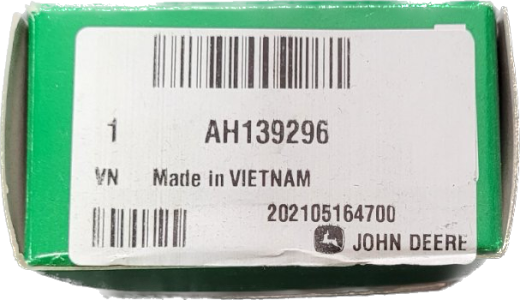 1 AH139296
VN Made in VIETNAM
202105164700
JOHN DEERE